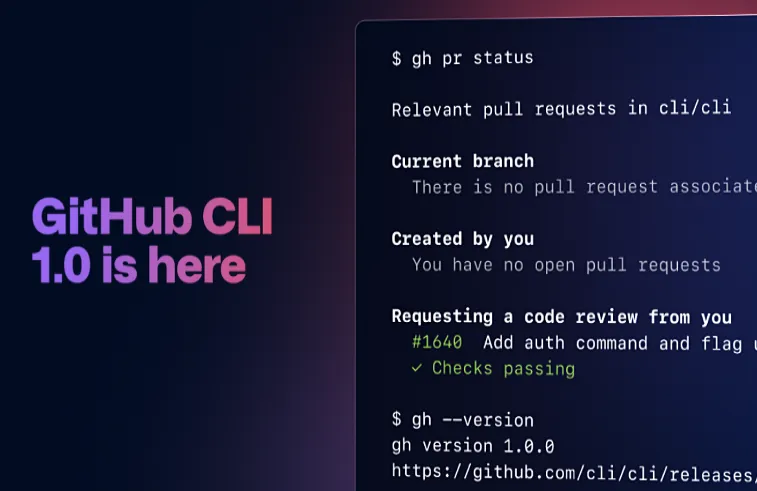 GitHub CLI
1.0 is here
$ gh pr status
Relevant pull requests in cli/cli
Current branch
There is no pull request
Created by you
You have no open pull requests
Requesting a code review from you
#1640 Add auth command and flag
✓ Checks passing
$ gh --version
gh version 1.0.0
https://github.com/cli/cli/releases/